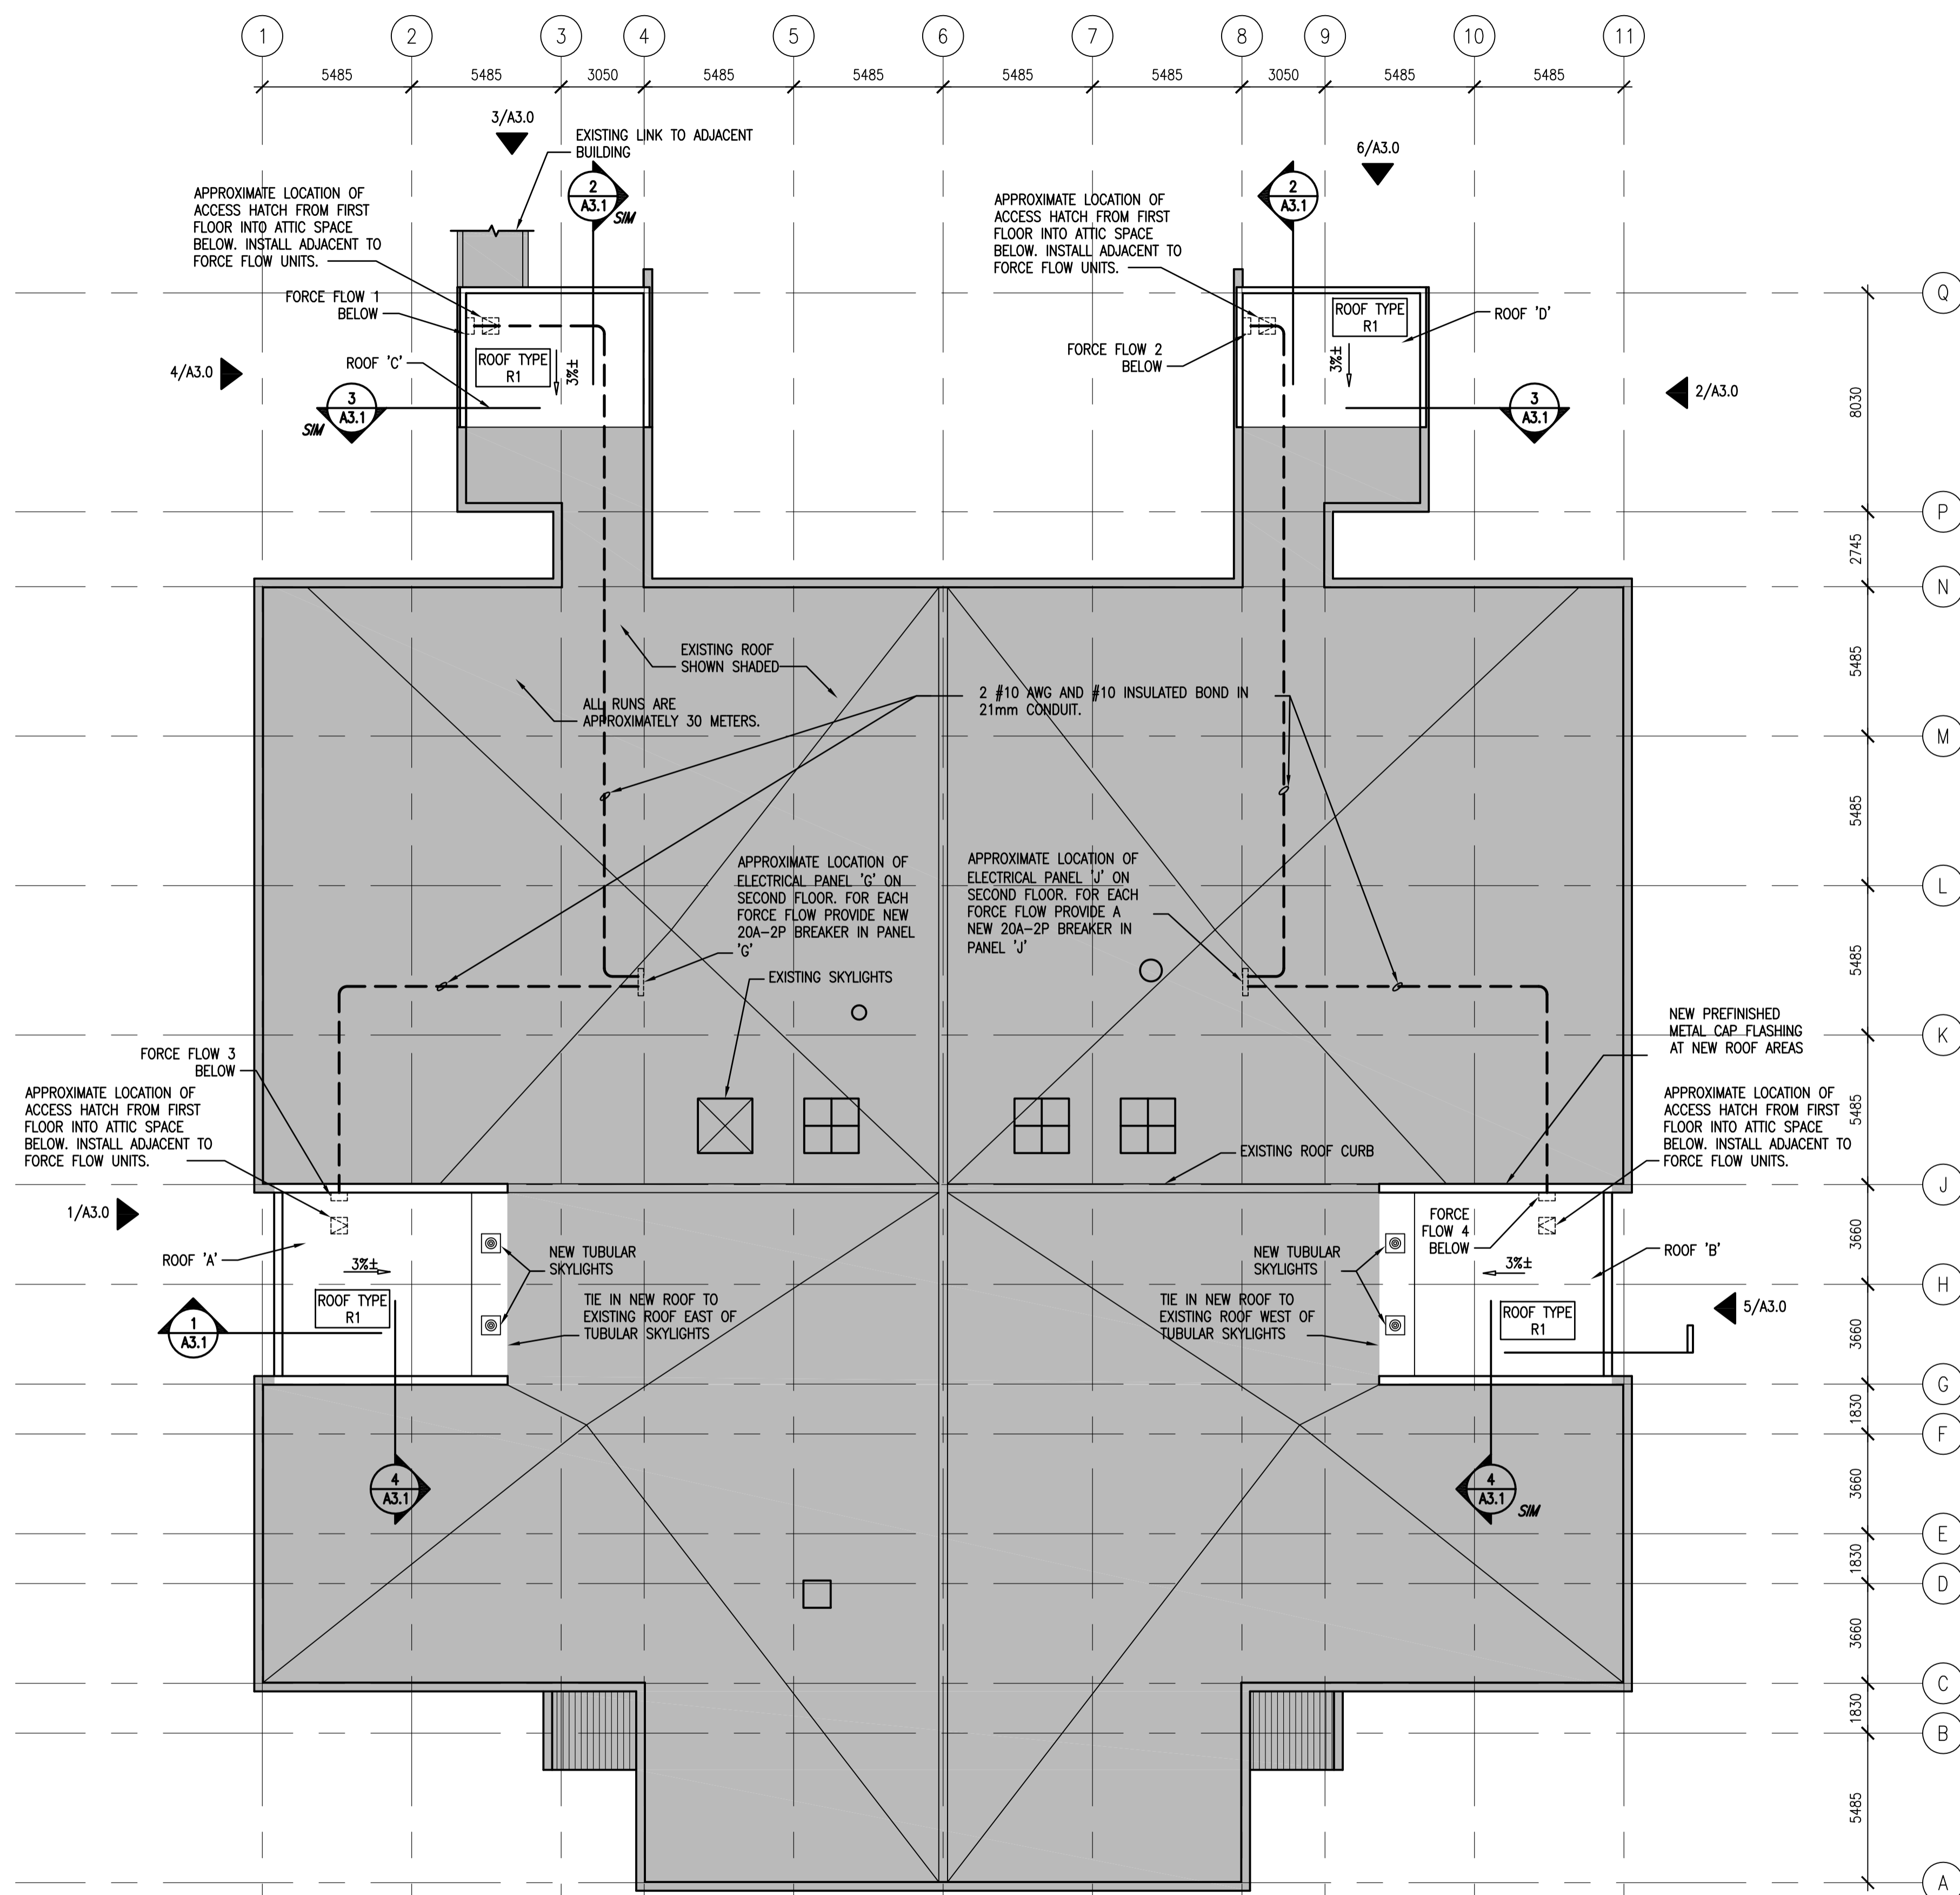 1 2 3 4 5 6 7 8 9 10 11
5485 5485 3050 5485 5485 5485 5485 3050 5485 5485
3/A3.0
EXISTING LINK TO ADJACENT
BUILDING
6/A3.0
2
A3.1
SIM
2
A3.1
APPROXIMATE LOCATION OF
ACCESS HATCH FROM FIRST
FLOOR INTO ATTIC SPACE
BELOW. INSTALL ADJACENT TO
FORCE FLOW UNITS.
APPROXIMATE LOCATION OF
ACCESS HATCH FROM FIRST
FLOOR INTO ATTIC SPACE
BELOW. INSTALL ADJACENT TO
FORCE FLOW UNITS.
FORCE FLOW 1
BELOW
ROOF 'C'
4/A3.0
ROOF TYPE
R1
3%±
3
A3.1
SIM
FORCE FLOW 2
BELOW
ROOF TYPE
R1
3%±
ROOF 'D'
2/A3.0
3
A3.1
Q
8030
P
2745
N
5485
M
5485
L
5485
K
5485
J
3660
H
3660
G
1830
F
3660
E
1830
D
3660
C
1830
B
5485
A
EXISTING ROOF
SHOWN SHADED
ALL RUNS ARE
APPROXIMATELY 30 METERS.
2 #10 AWG AND #10 INSULATED BOND IN
21mm CONDUIT.
APPROXIMATE LOCATION OF
ELECTRICAL PANEL 'G' ON
SECOND FLOOR. FOR EACH
FORCE FLOW PROVIDE NEW
20A-2P BREAKER IN PANEL
'G'
APPROXIMATE LOCATION OF
ELECTRICAL PANEL 'J' ON
SECOND FLOOR. FOR EACH
FORCE FLOW PROVIDE A
NEW 20A-2P BREAKER IN
PANEL 'J'
EXISTING SKYLIGHTS
NEW PREFINISHED
METAL CAP FLASHING
AT NEW ROOF AREAS
FORCE FLOW 3
BELOW
APPROXIMATE LOCATION OF
ACCESS HATCH FROM FIRST
FLOOR INTO ATTIC SPACE
BELOW. INSTALL ADJACENT TO
FORCE FLOW UNITS.
APPROXIMATE LOCATION OF
ACCESS HATCH FROM FIRST
FLOOR INTO ATTIC SPACE
BELOW. INSTALL ADJACENT TO
FORCE FLOW UNITS.
EXISTING ROOF CURB
1/A3.0
ROOF 'A'
3%±
ROOF TYPE
R1
1
A3.1
NEW TUBULAR
SKYLIGHTS
TIE IN NEW ROOF TO
EXISTING ROOF EAST OF
TUBULAR SKYLIGHTS
NEW TUBULAR
SKYLIGHTS
TIE IN NEW ROOF TO
EXISTING ROOF WEST OF
TUBULAR SKYLIGHTS
FORCE
FLOW 4
BELOW
3%±
ROOF 'B'
ROOF TYPE
R1
5/A3.0
4
A3.1
4
A3.1
SIM